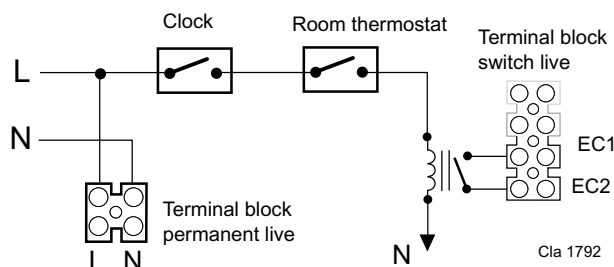 Clock
Room thermostat
Terminal block
switch live
L
N
EC1
EC2
Terminal block
permanent live
L N
N
Cla 1792